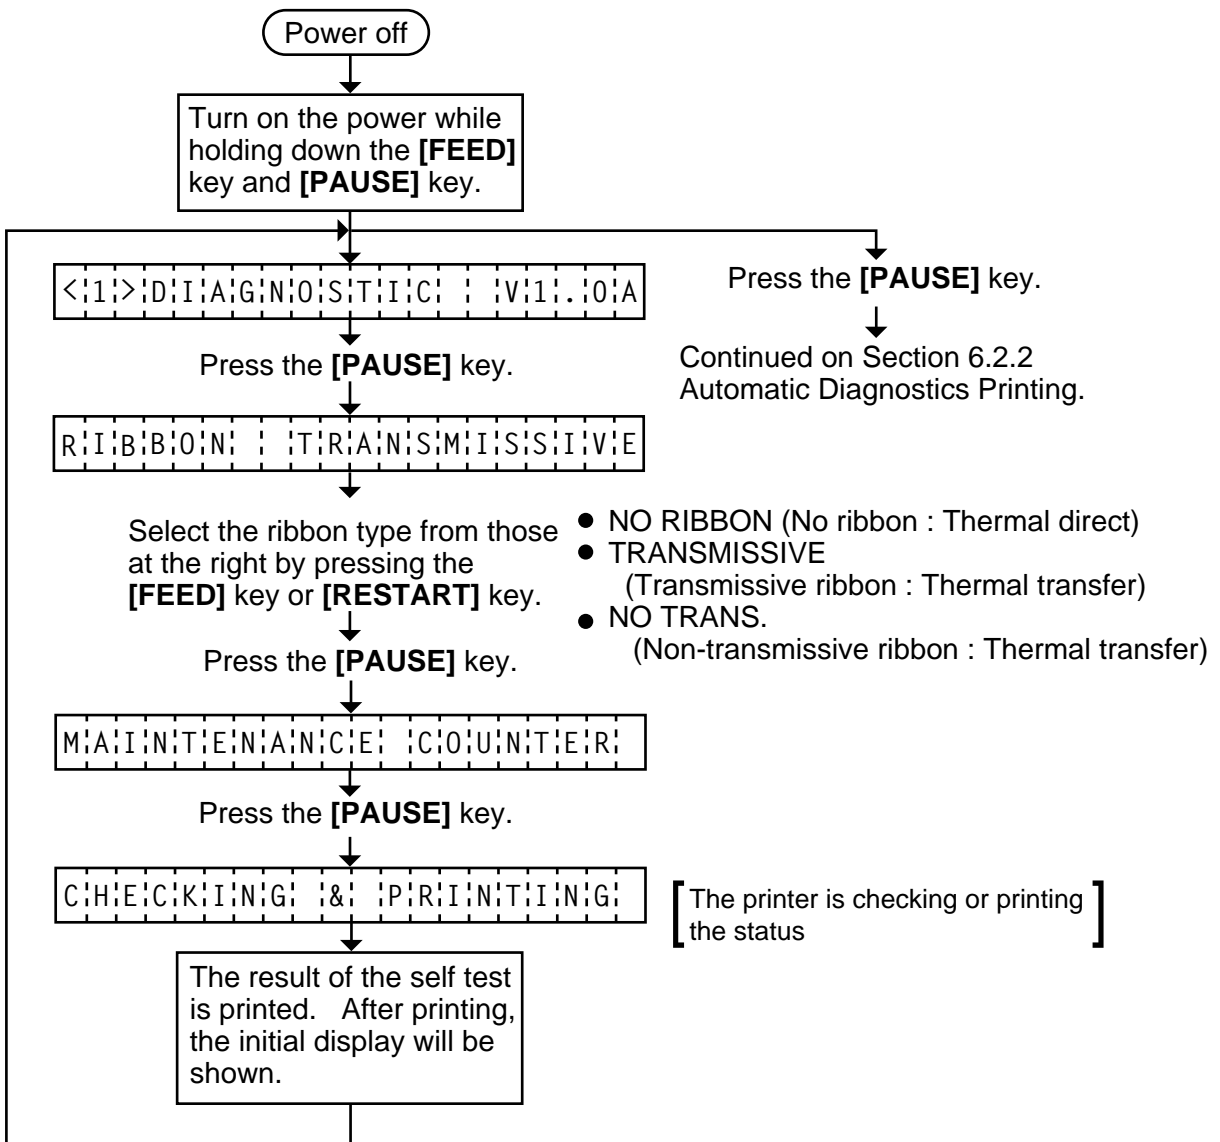 Power off
Turn on the power while
holding down the [FEED]
key and [PAUSE] key.
<1>DIAGNOSTIC  V1.0A
Press the [PAUSE] key.
Press the [PAUSE] key.
Continued on Section 6.2.2
Automatic Diagnostics Printing.
RIBBON  TRANSMISSIVE
Select the ribbon type from those
at the right by pressing the
[FEED] key or [RESTART] key.
● NO RIBBON (No ribbon : Thermal direct)
● TRANSMISSIVE
(Transmissive ribbon : Thermal transfer)
● NO TRANS.
(Non-transmissive ribbon : Thermal transfer)
Press the [PAUSE] key.
MAINTENANCE COUNTER
Press the [PAUSE] key.
CHECKING & PRINTING
[The printer is checking or printing
the status]
The result of the self test
is printed.   After printing,
the initial display will be
shown.